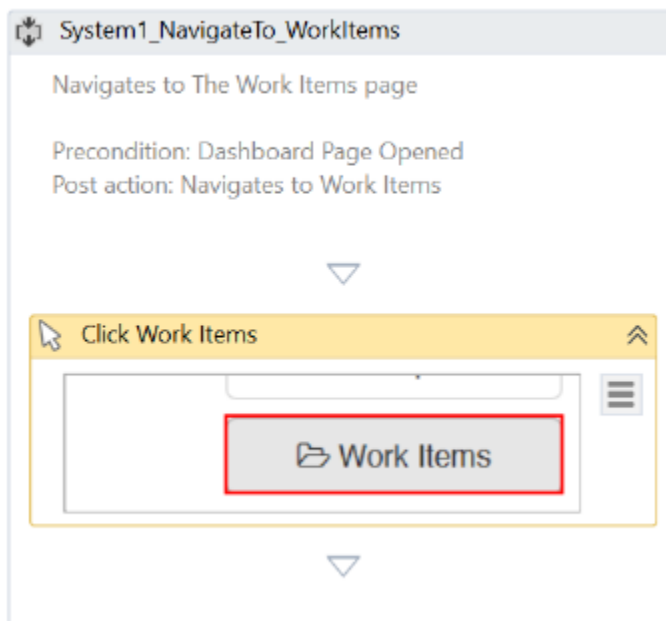 System1_NavigateTo_WorkItems
Navigates to The Work Items page
Precondition: Dashboard Page Opened
Post action: Navigates to Work Items
Click Work Items
Work Items